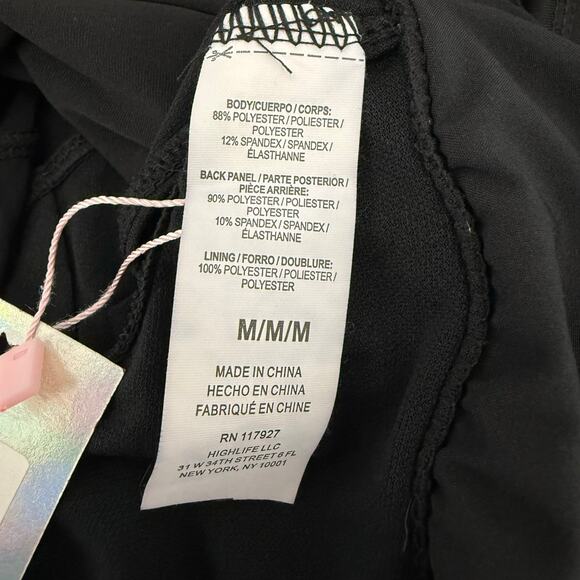 BODY/CUERPO/CORPS:
88% POLYESTER/POLIESTER/
POLYESTER
12% SPANDEX/SPANDEX/
ÉLASTHANNE
BACK PANEL/PARTE POSTERIOR/
PIÈCE ARRIÈRE:
90% POLYESTER/POLIESTER/
POLYESTER
10% SPANDEX/SPANDEX/
ÉLASTHANNE
LINING/FORRO/DOUBLURE:
100% POLYESTER/POLIESTER/
POLYESTER
M/M/M
MADE IN CHINA
HECHO EN CHINA
FABRIQUÉ EN CHINE
RN 117927
HIGHLIFE LLC
31 W 34TH STREET 6 FL
NEW YORK, NY 10001